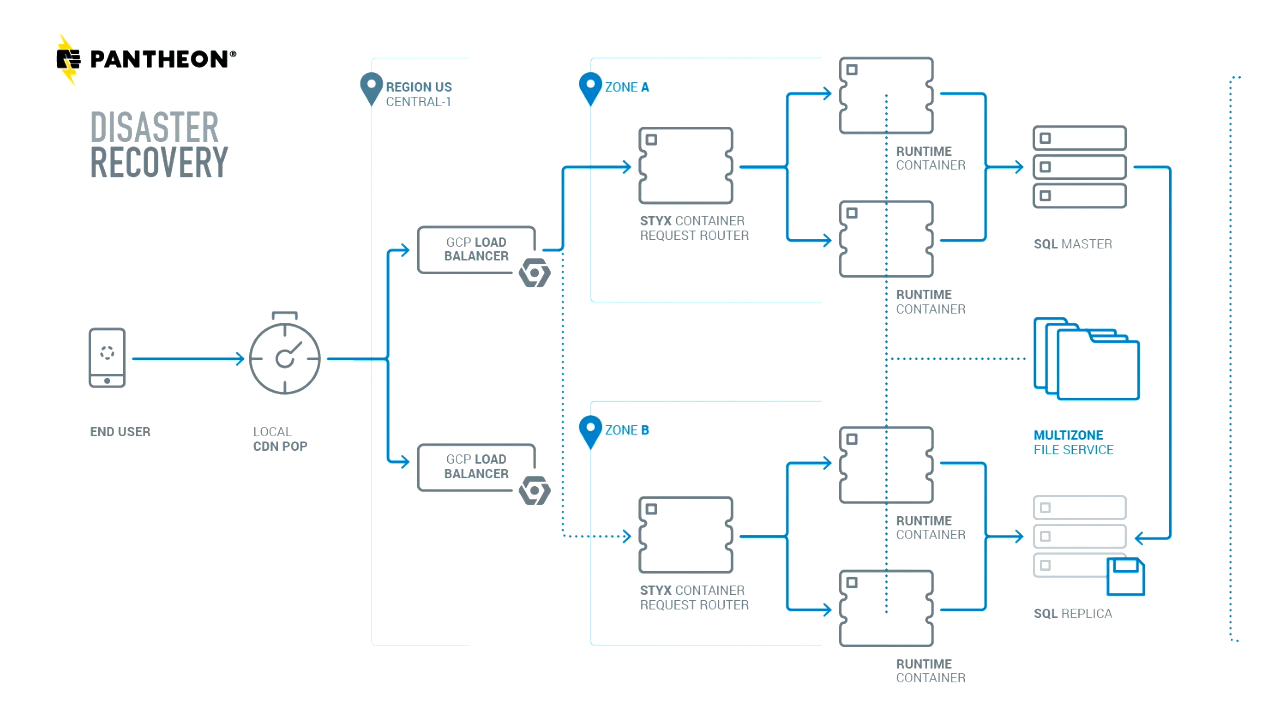 PANTHEON®
DISASTER
RECOVERY
REGION US
CENTRAL-1
ZONE A
STYX CONTAINER
REQUEST ROUTER
RUNTIME
CONTAINER
RUNTIME
CONTAINER
SQL MASTER
GCP LOAD
BALANCER
END USER
LOCAL
CDN POP
GCP LOAD
BALANCER
ZONE B
STYX CONTAINER
REQUEST ROUTER
RUNTIME
CONTAINER
RUNTIME
CONTAINER
MULTIZONE
FILE SERVICE
SQL REPLICA